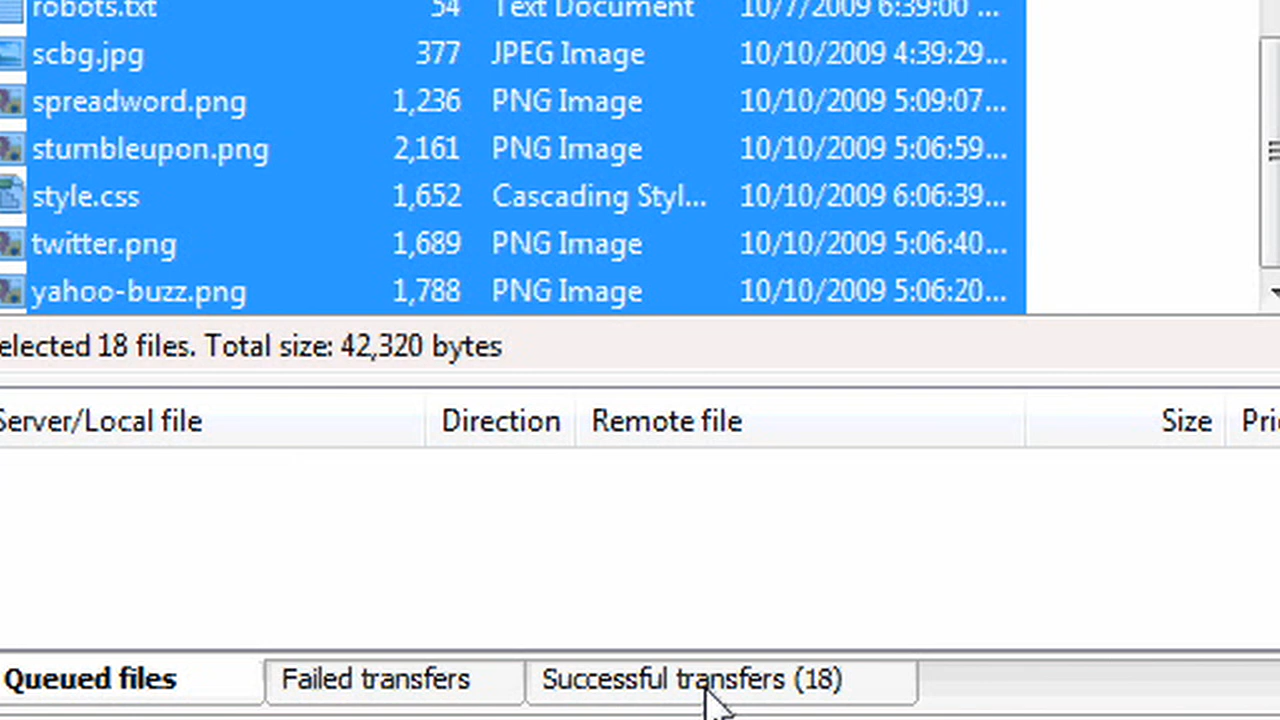 robots.txt 54 Text Document 10/7/2009 6:39:00 ...
scbg.jpg 377 JPEG Image 10/10/2009 4:39:29...
spreadword.png 1,236 PNG Image 10/10/2009 5:09:07...
stumbleupon.png 2,161 PNG Image 10/10/2009 5:06:59...
style.css 1,652 Cascading Styl... 10/10/2009 6:06:39...
twitter.png 1,689 PNG Image 10/10/2009 5:06:40...
yahoo-buzz.png 1,788 PNG Image 10/10/2009 5:06:20...
elected 18 files. Total size: 42,320 bytes
Server/Local file Direction Remote file Size Pri
Queued files Failed transfers Successful transfers (18)